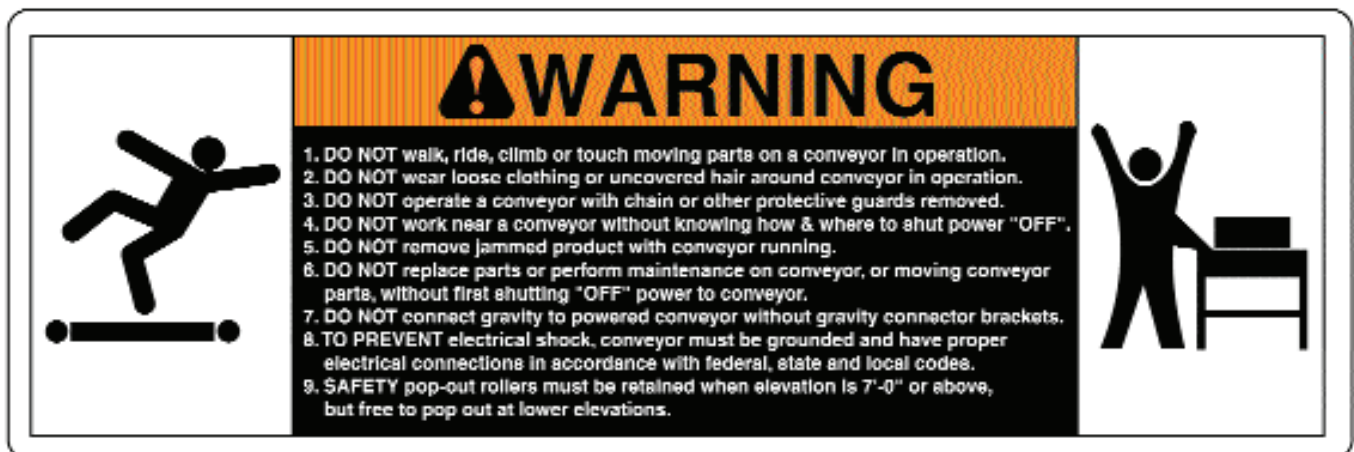 WARNING
1. DO NOT walk, ride, climb or touch moving parts on a conveyor in operation.
2. DO NOT wear loose clothing or uncovered hair around conveyor in operation.
3. DO NOT operate a conveyor with chain or other protective guards removed.
4. DO NOT work near a conveyor without knowing how & where to shut power "OFF".
5. DO NOT remove jammed product with conveyor running.
6. DO NOT replace parts or perform maintenance on conveyor, or moving conveyor
parts, without first shutting "OFF" power to conveyor.
7. DO NOT connect gravity to powered conveyor without gravity connector brackets.
8. TO PREVENT electrical shock, conveyor must be grounded and have proper
electrical connections in accordance with federal, state and local codes.
9. SAFETY pop-out rollers must be retained when elevation is 7'-0" or above,
but free to pop out at lower elevations.